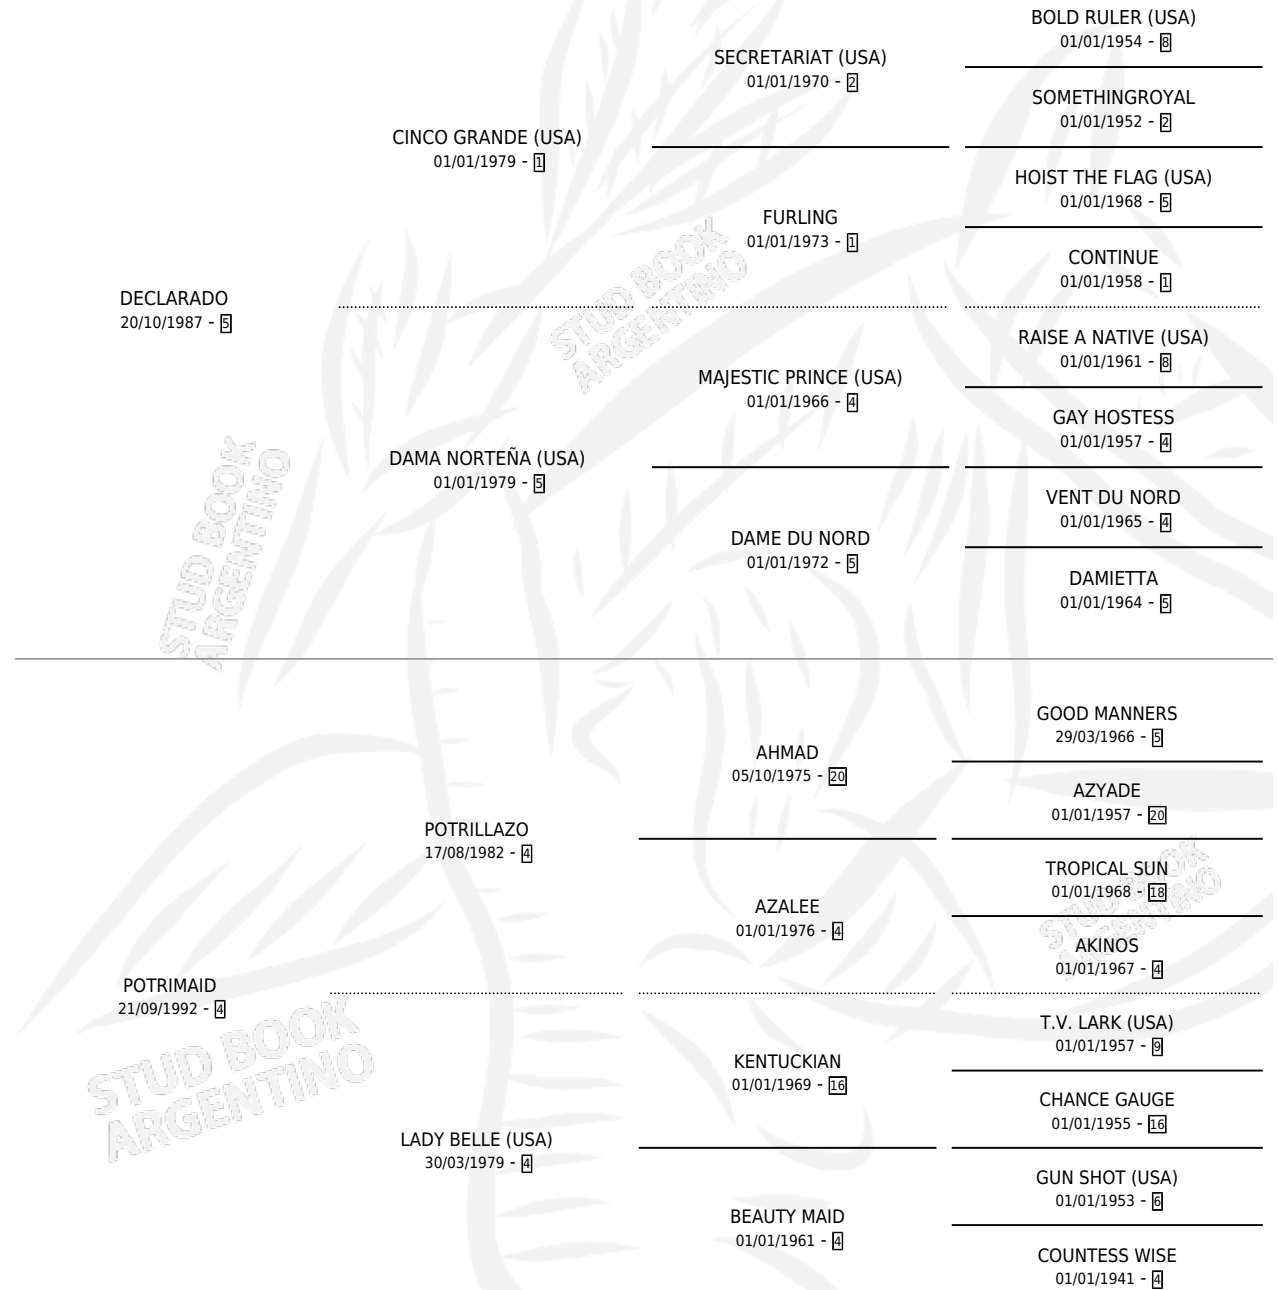 BOLD RULER (USA)
01/01/1954 - 8
SECRETARIAT (USA)
01/01/1970 - 2
SOMETHINGROYAL
01/01/1952 - 2
CINCO GRANDE (USA)
01/01/1979 - 1
HOIST THE FLAG (USA)
01/01/1968 - 5
FURLING
01/01/1973 - 1
CONTINUE
01/01/1958 - 1
DECLARADO
20/10/1987 - 5
STUD BOOK
ARGENTINO
RAISE A NATIVE (USA)
01/01/1961 - 8
MAJESTIC PRINCE (USA)
01/01/1966 - 4
GAY HOSTESS
01/01/1957 - 4
DAMA NORTEÑA (USA)
01/01/1979 - 5
VENT DU NORD
01/01/1965 - 4
DAME DU NORD
01/01/1972 - 5
DAMIETTA
01/01/1964 - 5
STUD BOOK
ARGENTINO
GOOD MANNERS
29/03/1966 - 5
AHMAD
05/10/1975 - 20
AZYADE
01/01/1957 - 20
POTRILLAZO
17/08/1982 - 4
TROPICAL SUN
01/01/1968 - 18
AZALEE
01/01/1976 - 4
AKINOS
01/01/1967 - 4
STUD BOOK
ARGENTINO
POTRIMAID
21/09/1992 - 4
STUD BOOK
ARGENTINO
T.V. LARK (USA)
01/01/1957 - 9
KENTUCKIAN
01/01/1969 - 16
CHANCE GAUGE
01/01/1955 - 16
LADY BELLE (USA)
30/03/1979 - 4
GUN SHOT (USA)
01/01/1953 - 6
BEAUTY MAID
01/01/1961 - 4
COUNTESS WISE
01/01/1941 - 4